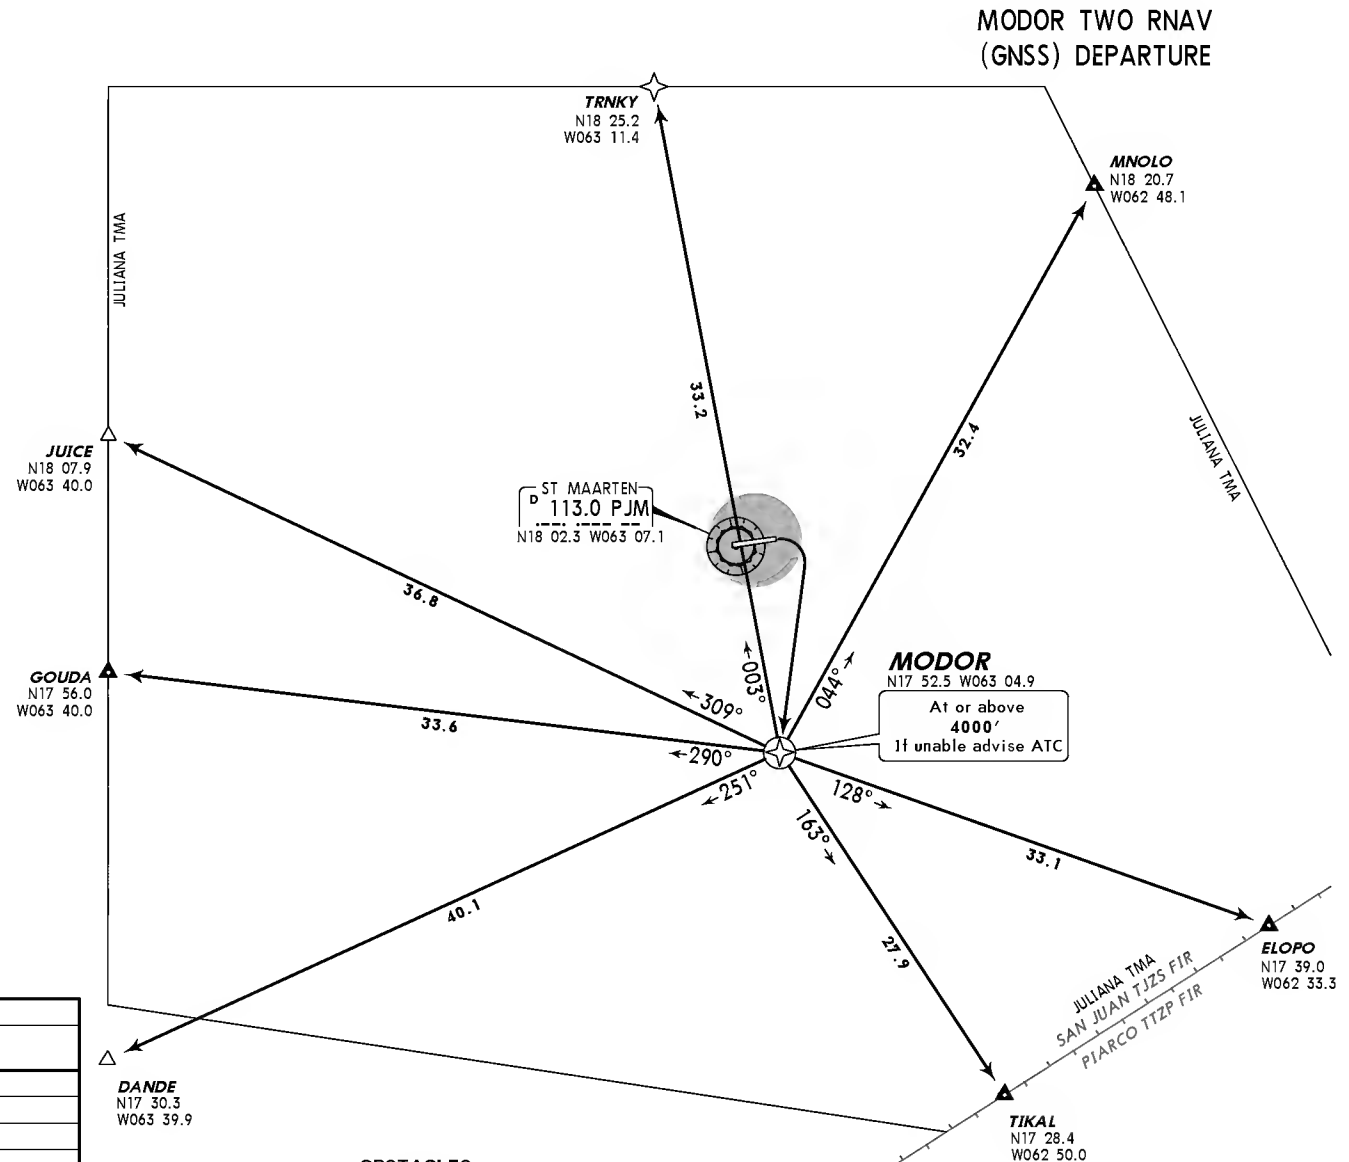 MODOR TWO RNAV
(GNSS) DEPARTURE
TRNKY
N18 25.2
W063 11.4
MNOLO
N18 20.7
W062 48.1
JULIANA TMA
33.2
32.4
JULIANA TMA
JUICE
N18 07.9
W063 40.0
ST MAARTEN
D 113.0 PJM
N18 02.3 W063 07.1
36.8
GOUDA
N17 56.0
W063 40.0
33.6
003°
044°
309°
290°
251°
128°
163°
MODOR
N17 52.5 W063 04.9
At or above
4000'
If unable advise ATC
33.1
40.1
27.9
ELOPO
N17 39.0
W062 33.3
JULIANA TMA
SAN JUAN TJZS FIR
PIARCO TTZP FIR
DANDE
N17 30.3
W063 39.9
TIKAL
N17 28.4
W062 50.0